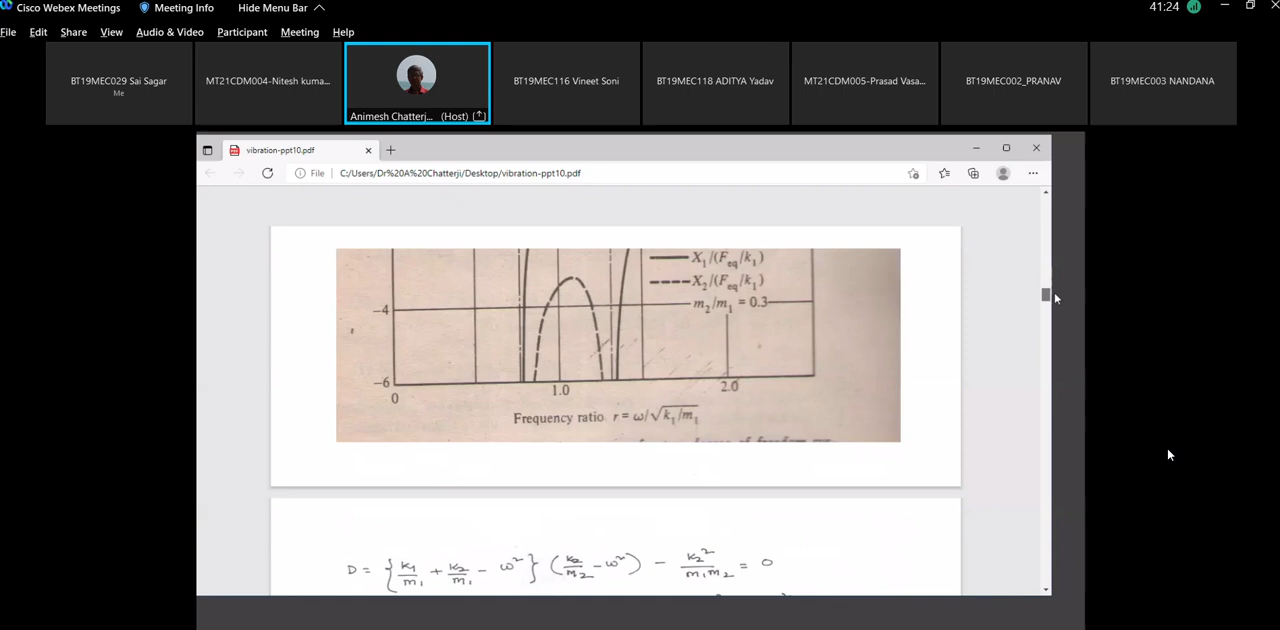 Cisco Webex Meetings
Meeting Info
Hide Menu Bar
41:24
File Edit Share View Audio & Video Participant Meeting Help
BT19MEC029 Sai Sagar
Me
MT21CDM004-Nitesh kuma...
Animesh Chatterj... (Host)
BT19MEC116 Vineet Soni
BT19MEC118 ADITYA Yadav
MT21CDM005-Prasad Vasa...
BT19MEC002_PRANAV
BT19MEC003 NANDANA
vibration-ppt10.pdf
File C:/Users/Dr%20A%20Chatterji/Desktop/vibration-ppt10.pdf
X₁/(F_eq/k₁)
X₂/(F_eq/k₁)
m₂/m₁ = 0.3
-4
-6
0 1.0 2.0
Frequency ratio r = ω/√k₁/m₁
D = {k₁/m₁ + k₂/m₁ - ω²} (k₂/m₂ - ω²) - k₂²/m₁m₂ = 0